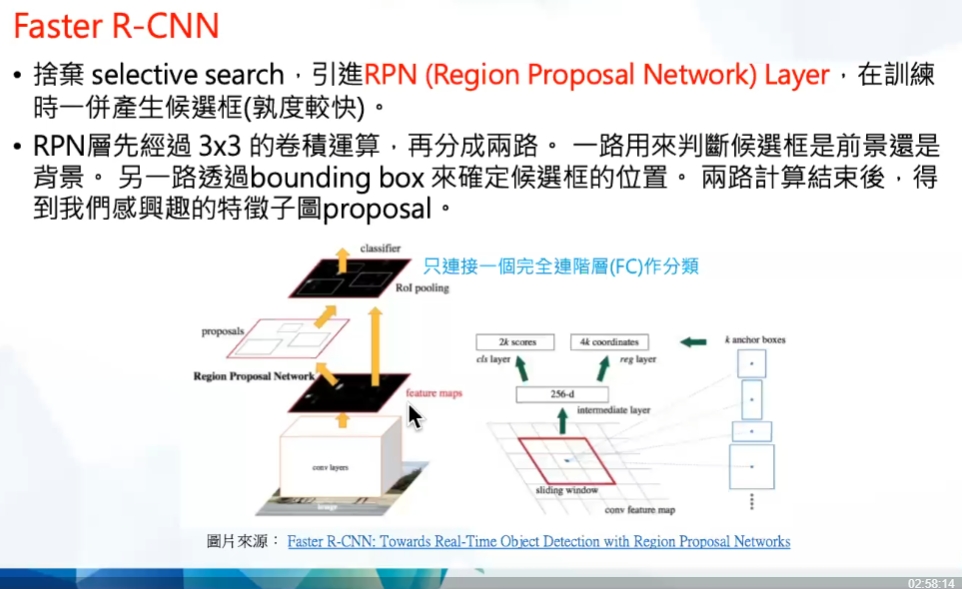 Faster R-CNN
• 捨棄 selective search，引進RPN (Region Proposal Network) Layer，在訓練
時一併產生候選框(孰度較快)。
• RPN層先經過 3x3 的卷積運算，再分成兩路。 一路用來判斷候選框是前景還是
背景。 另一路透過bounding box 來確定候選框的位置。 兩路計算結束後，得
到我們感興趣的特徵子圖proposal。
classifier
只連接一個完全連階層(FC)作分類
RoI pooling
proposals
Region Proposal Network
feature maps
conv layers
image
2k scores
4k coordinates
k anchor boxes
cls layer
reg layer
256-d
intermediate layer
sliding window
conv feature map
圖片來源： Faster R-CNN: Towards Real-Time Object Detection with Region Proposal Networks
02:58:14